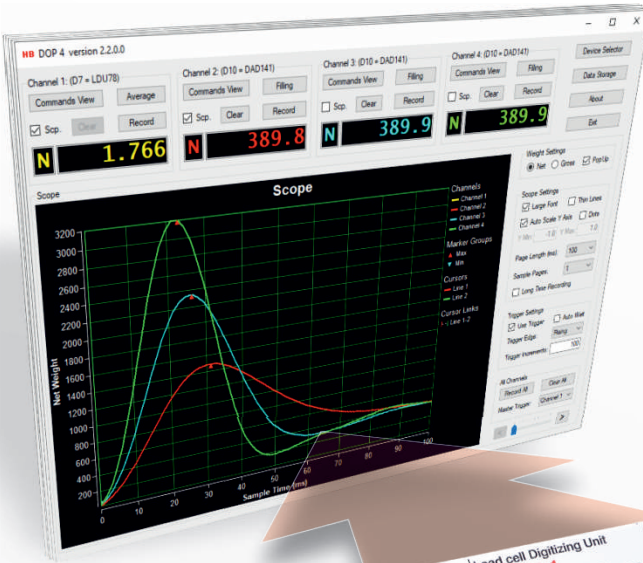 HB DOP 4 version 2.2.0.0
Channel 1: (D7 = LDU78)
Commands View
Average
Scp.
Clear
Record
N
1.766
Channel 2: (D10 = DAD141)
Commands View
Filling
Scp.
Clear
Record
N
389.8
Channel 3: (D10 = DAD141)
Commands View
Filling
Scp.
Clear
Record
N
389.9
Channel 4: (D10 = DAD141)
Commands View
Filling
Scp.
Clear
Record
N
389.9
Device Selector
Data Storage
About
Exit
Scope
Scope
Net Weight
3200
3000
2800
2600
2400
2200
2000
1800
1600
1400
1200
1000
800
600
400
200
0
10
20
30
40
50
60
70
80
90
100
Sample Time (ms)
Channels
Channel 1
Channel 2
Channel 3
Channel 4
Marker Groups
Max
Min
Cursors
Line 1
Line 2
Cursor Links
Line 1-2
Weight Settings
Net
Gross
PopUp
Scope Settings
Large Font
Thin Lines
Auto Scale Y Axis
Dots
Y Min: -1.0
Y Max: 1.0
Page Length (ms): 100
Sample Pages: 1
Long Time Recording
Trigger Settings
Use Trigger
Auto Wait
Trigger Edge: Rising
Trigger Increments: 100
All Channels
Record All
Clear All
Master Trigger: Channel 1
<
>
cell Digitizing Unit